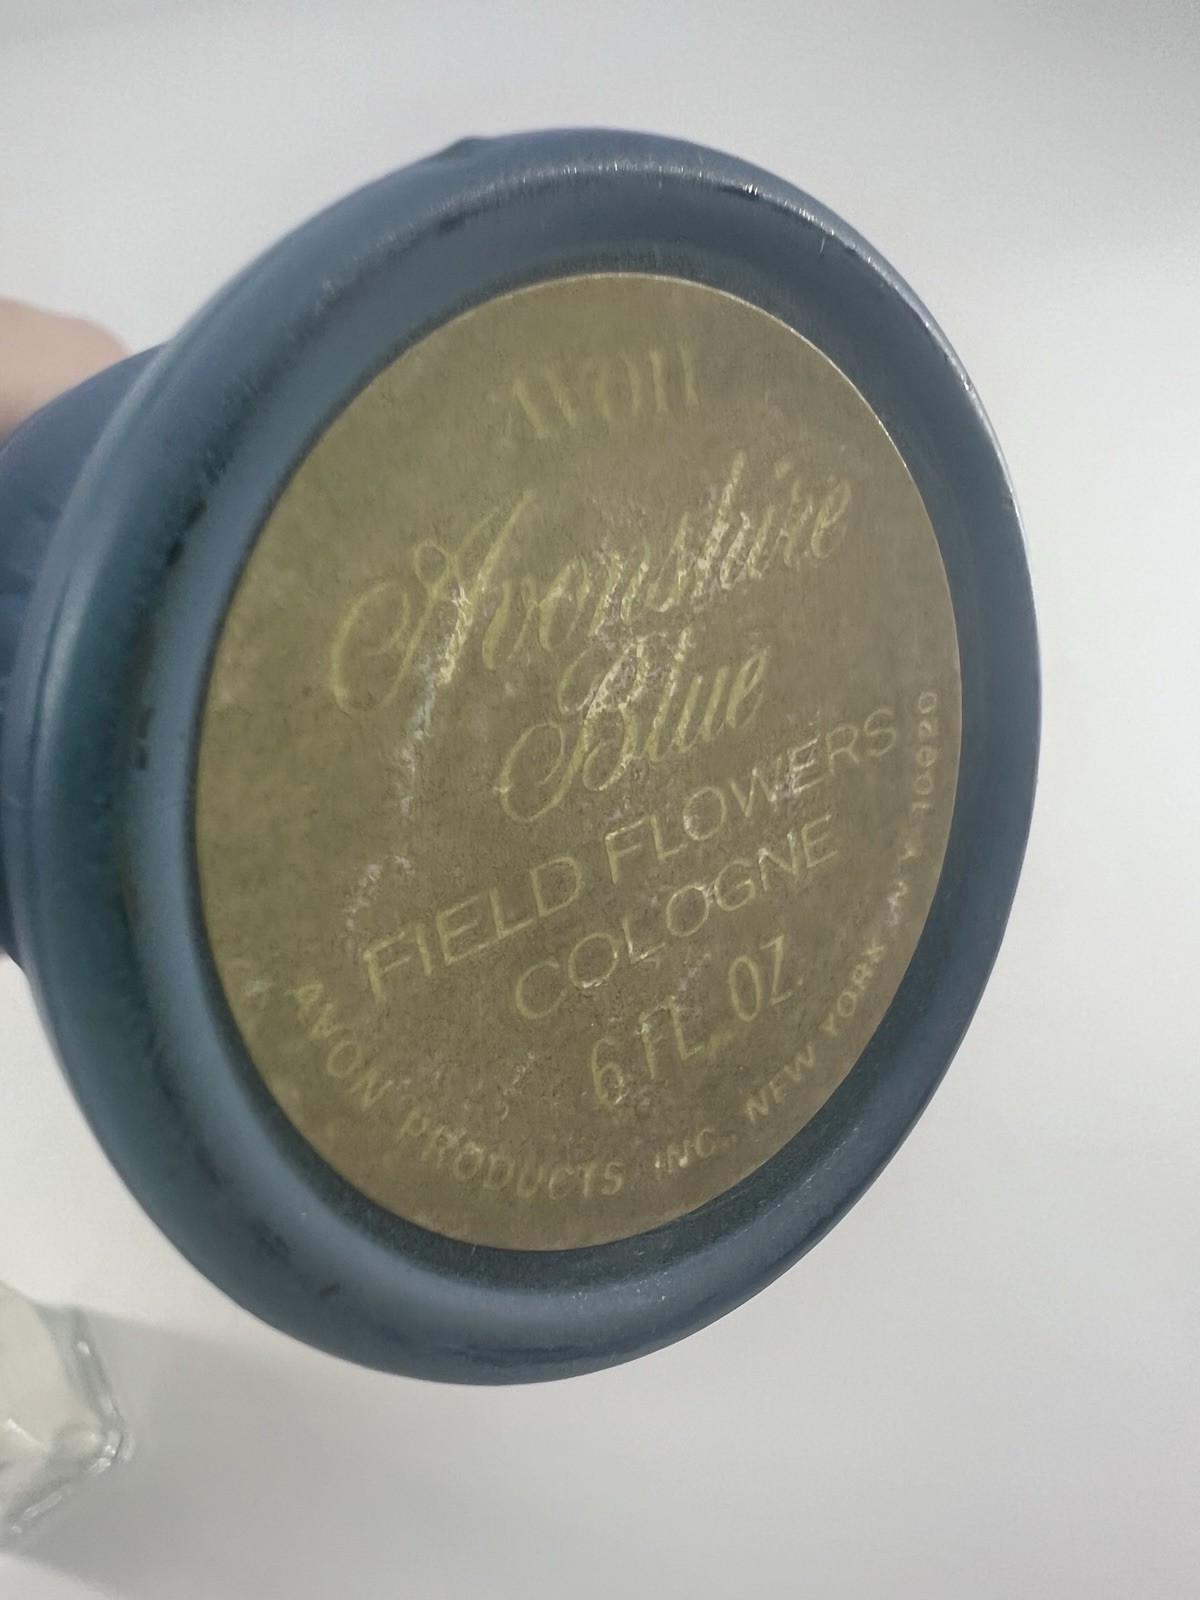 AVON
Avonshire
Blue
FIELD FLOWERS
COLOGNE
6 FL. OZ.
AVON PRODUCTS INC., NEW YORK N Y 10020